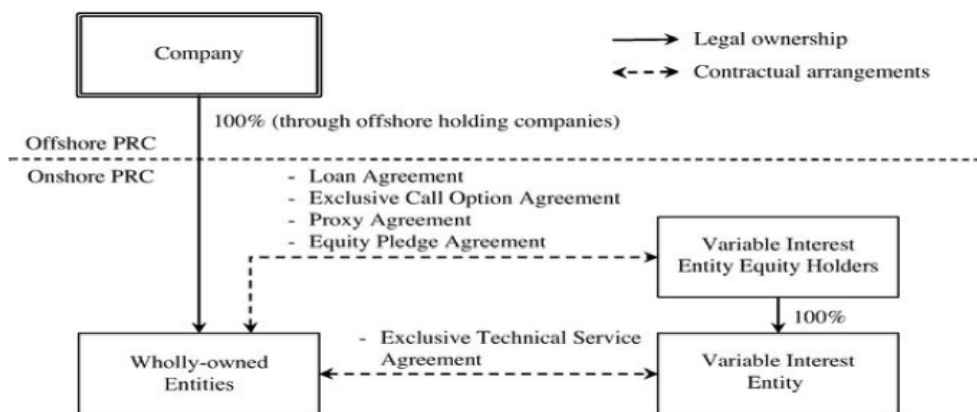 Company
Legal ownership
Contractual arrangements
100% (through offshore holding companies)
Offshore PRC
Onshore PRC
- Loan Agreement
- Exclusive Call Option Agreement
- Proxy Agreement
- Equity Pledge Agreement
Variable Interest
Entity Equity Holders
100%
- Exclusive Technical Service
Agreement
Wholly-owned
Entities
Variable Interest
Entity